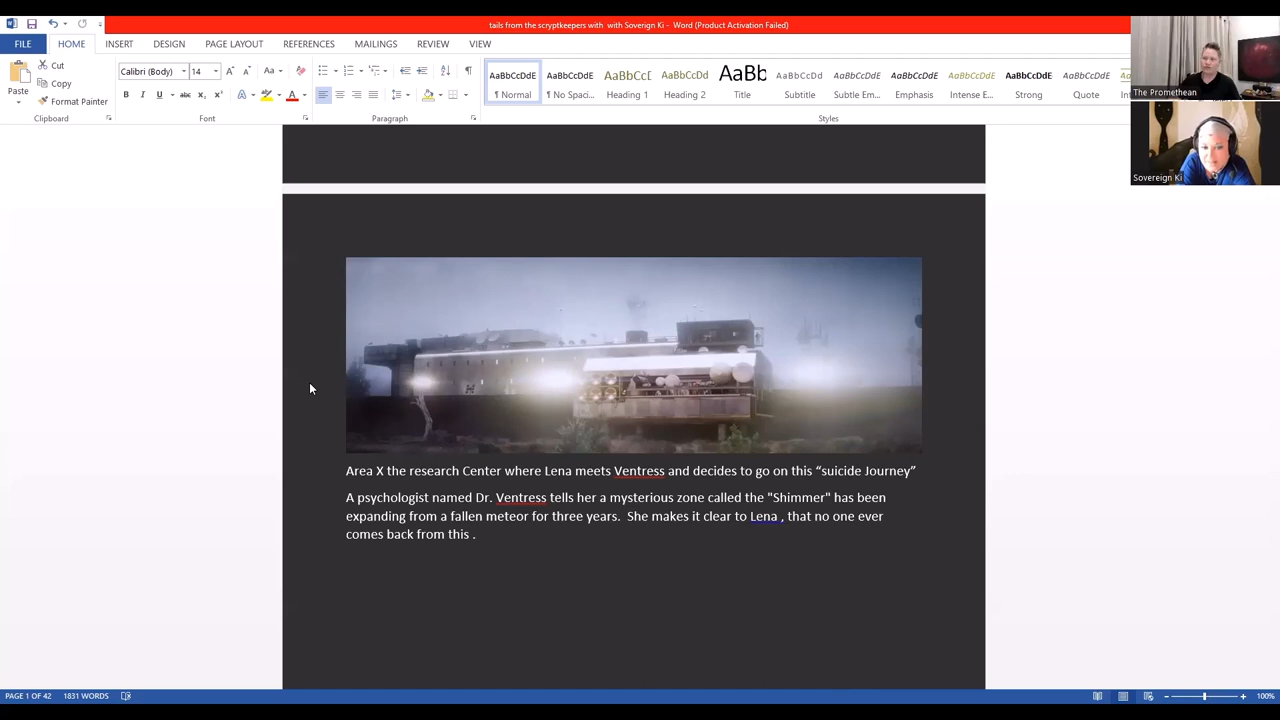 tails from the scryptkeepers with  with Soverign Ki -  Word (Product Activation Failed)
FILE HOME INSERT DESIGN PAGE LAYOUT REFERENCES MAILINGS REVIEW VIEW
Cut
Copy
Format Painter
Paste
Clipboard
Calibri (Body) 14
Font
Paragraph
AaBbCcDdE AaBbCcDdE AaBbCcD AaBbCcDdE AaBb AaBbCcDd AaBbCcDdE AaBbCcDdE AaBbCcDdE AaBbCcDdE AaBbCcDdE
¶ Normal ¶ No Spaci... Heading 1 Heading 2 Title Subtitle Subtle Em... Emphasis Intense E... Strong Quote
Styles
The Promethean
Sovereign Ki
Area X the research Center where Lena meets Ventress and decides to go on this “suicide Journey”
A psychologist named Dr. Ventress tells her a mysterious zone called the "Shimmer" has been
expanding from a fallen meteor for three years.  She makes it clear to Lena , that no one ever
comes back from this .
PAGE 1 OF 42 1831 WORDS 100%